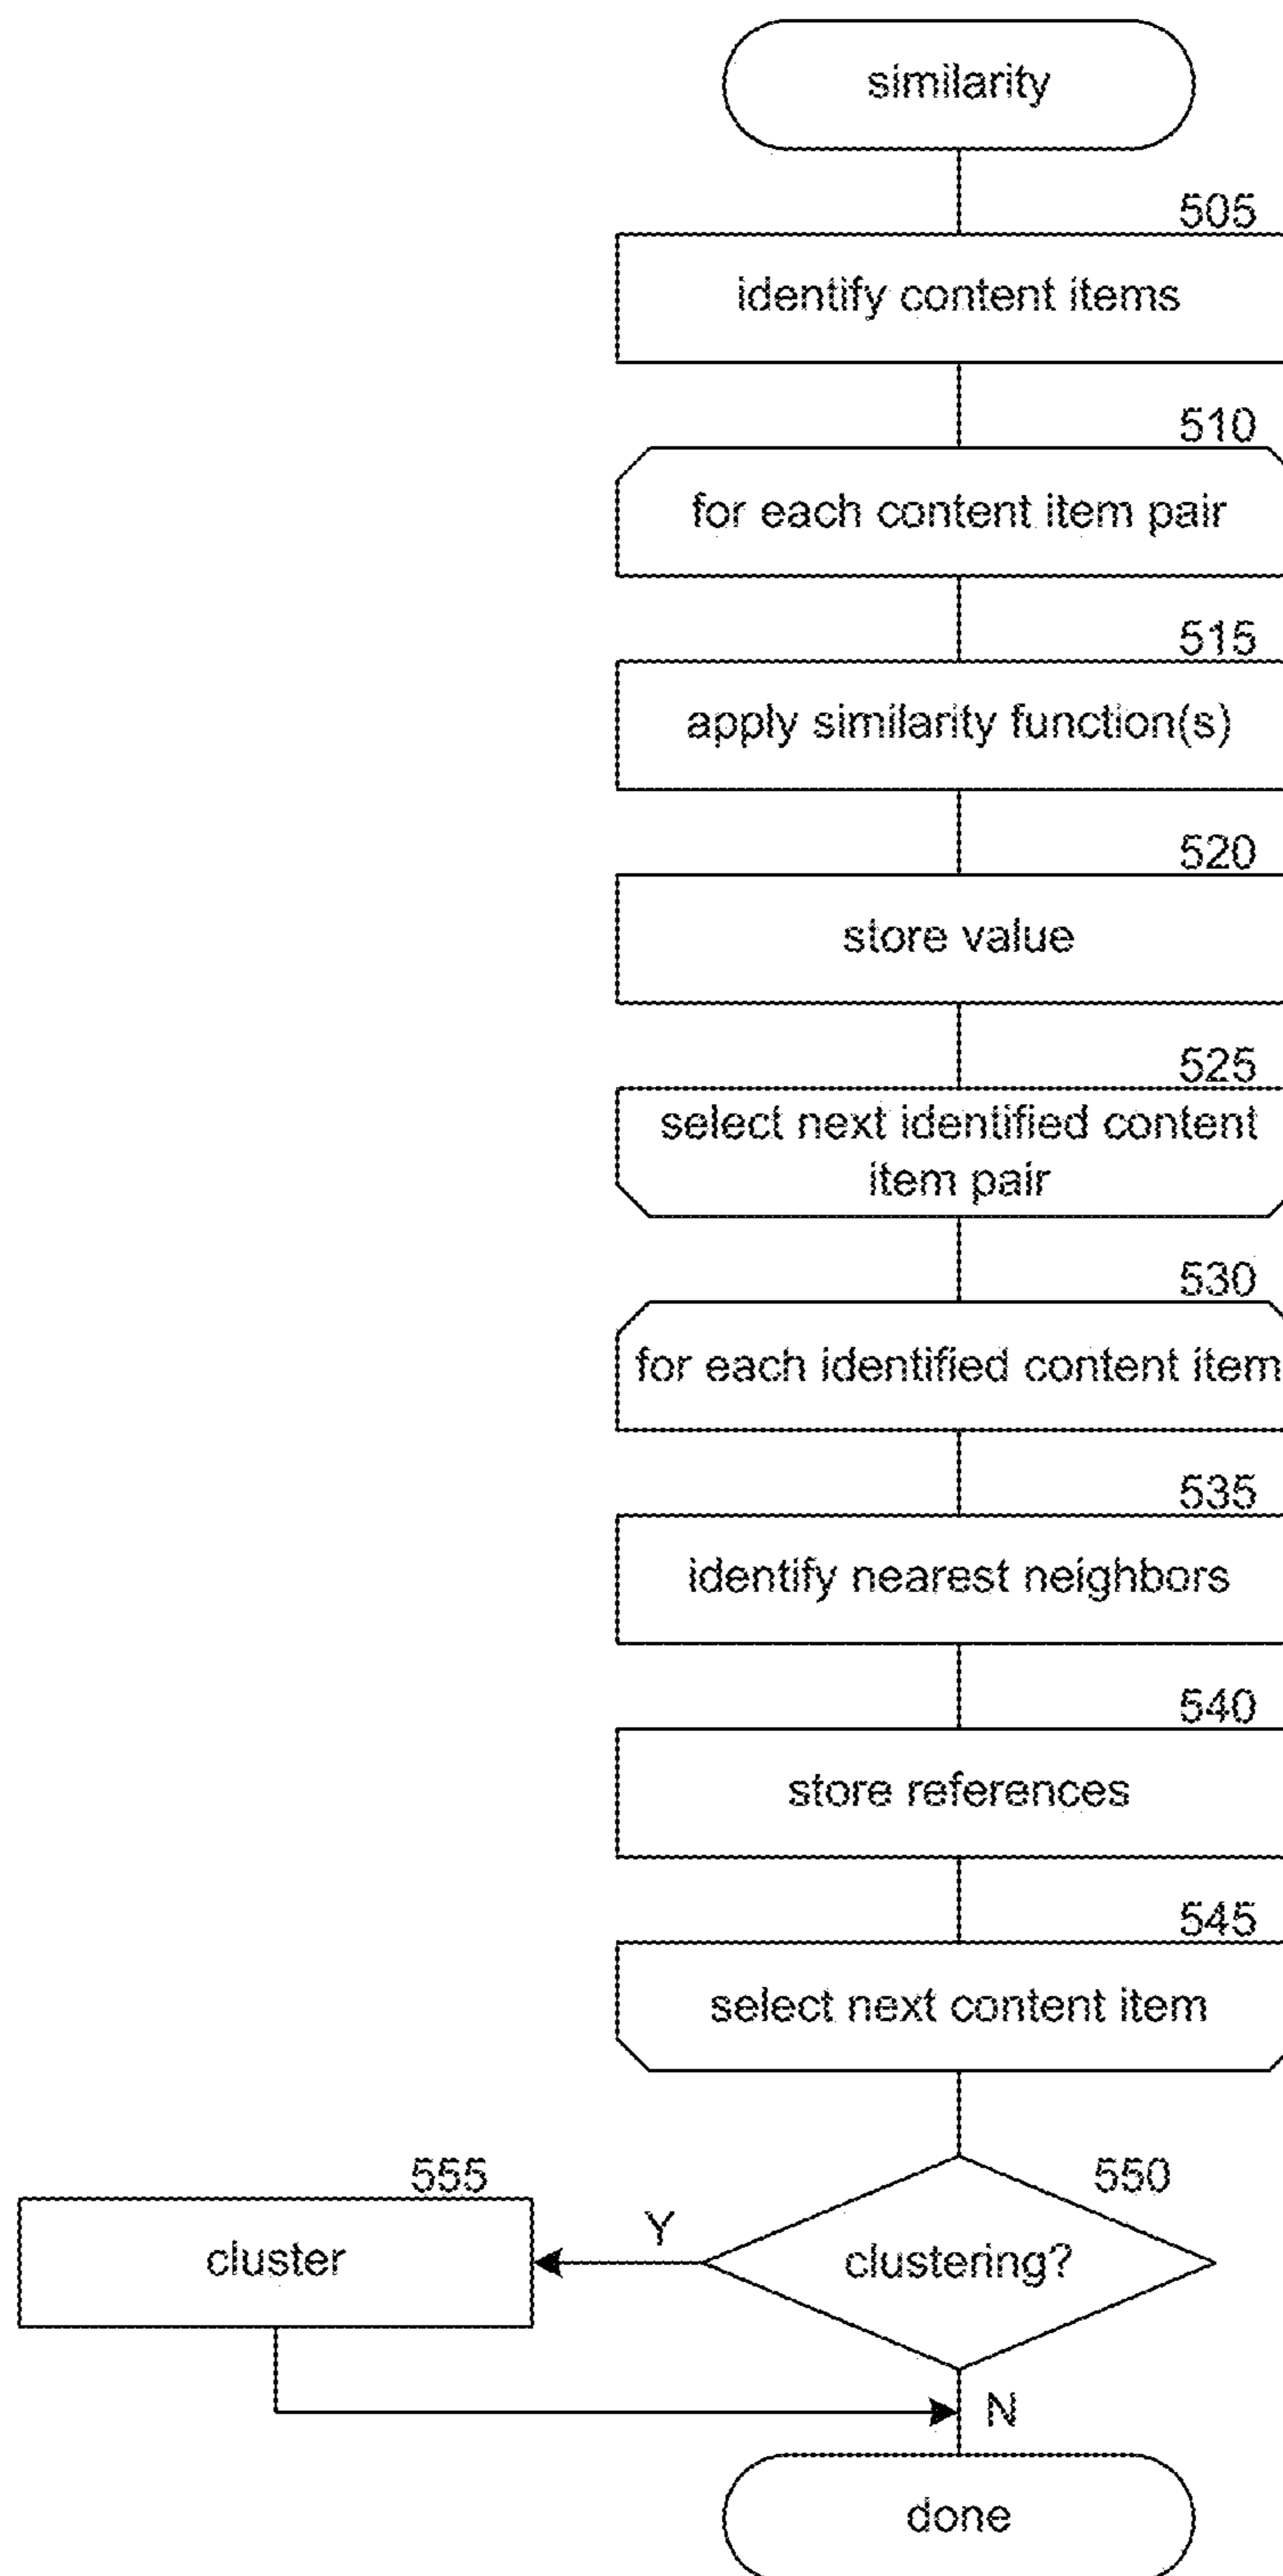 similarity
505
identify content items
510
for each content item pair
515
apply similarity function(s)
520
store value
525
select next identified content
item pair
530
for each identified content item
535
identify nearest neighbors
540
store references
545
select next content item
555
550
Y
cluster
clustering?
N
done